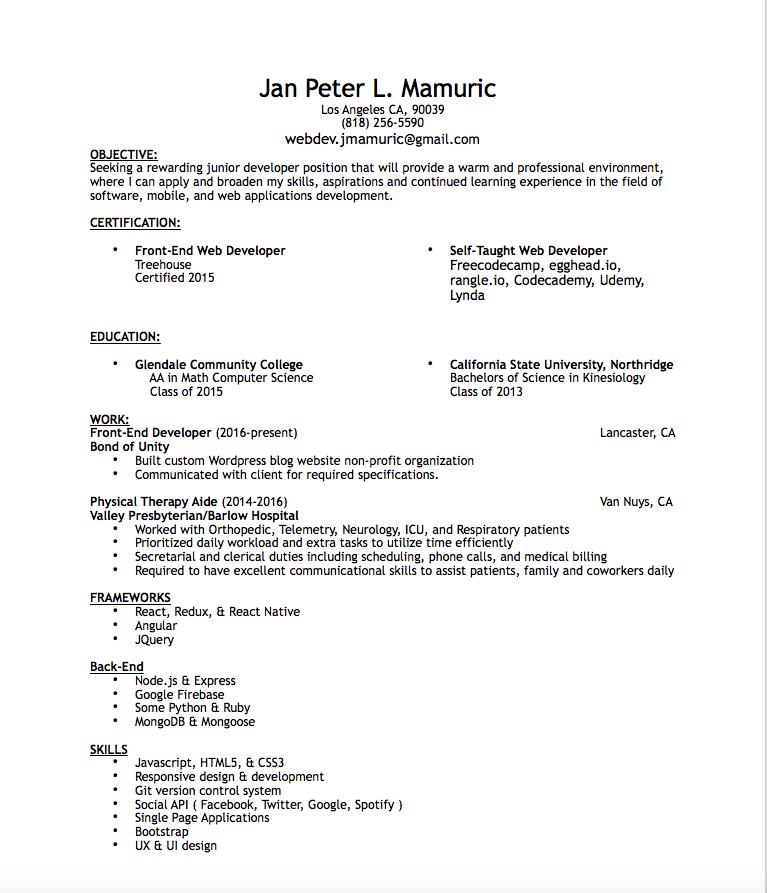 Jan Peter L. Mamuric
Los Angeles CA, 90039
(818) 256-5590
webdev.jmamuric@gmail.com
OBJECTIVE:
Seeking a rewarding junior developer position that will provide a warm and professional environment,
where I can apply and broaden my skills, aspirations and continued learning experience in the field of
software, mobile, and web applications development.
CERTIFICATION:
• Front-End Web Developer
Treehouse
Certified 2015
• Self-Taught Web Developer
Freecodecamp, egghead.io,
rangle.io, Codecademy, Udemy,
Lynda
EDUCATION:
• Glendale Community College
AA in Math Computer Science
Class of 2015
• California State University, Northridge
Bachelors of Science in Kinesiology
Class of 2013
WORK:
Front-End Developer (2016-present) Lancaster, CA
Bond of Unity
• Built custom Wordpress blog website non-profit organization
• Communicated with client for required specifications.
Physical Therapy Aide (2014-2016) Van Nuys, CA
Valley Presbyterian/Barlow Hospital
• Worked with Orthopedic, Telemetry, Neurology, ICU, and Respiratory patients
• Prioritized daily workload and extra tasks to utilize time efficiently
• Secretarial and clerical duties including scheduling, phone calls, and medical billing
• Required to have excellent communicational skills to assist patients, family and coworkers daily
FRAMEWORKS
• React, Redux, & React Native
• Angular
• JQuery
Back-End
• Node.js & Express
• Google Firebase
• Some Python & Ruby
• MongoDB & Mongoose
SKILLS
• Javascript, HTML5, & CSS3
• Responsive design & development
• Git version control system
• Social API ( Facebook, Twitter, Google, Spotify )
• Single Page Applications
• Bootstrap
• UX & UI design